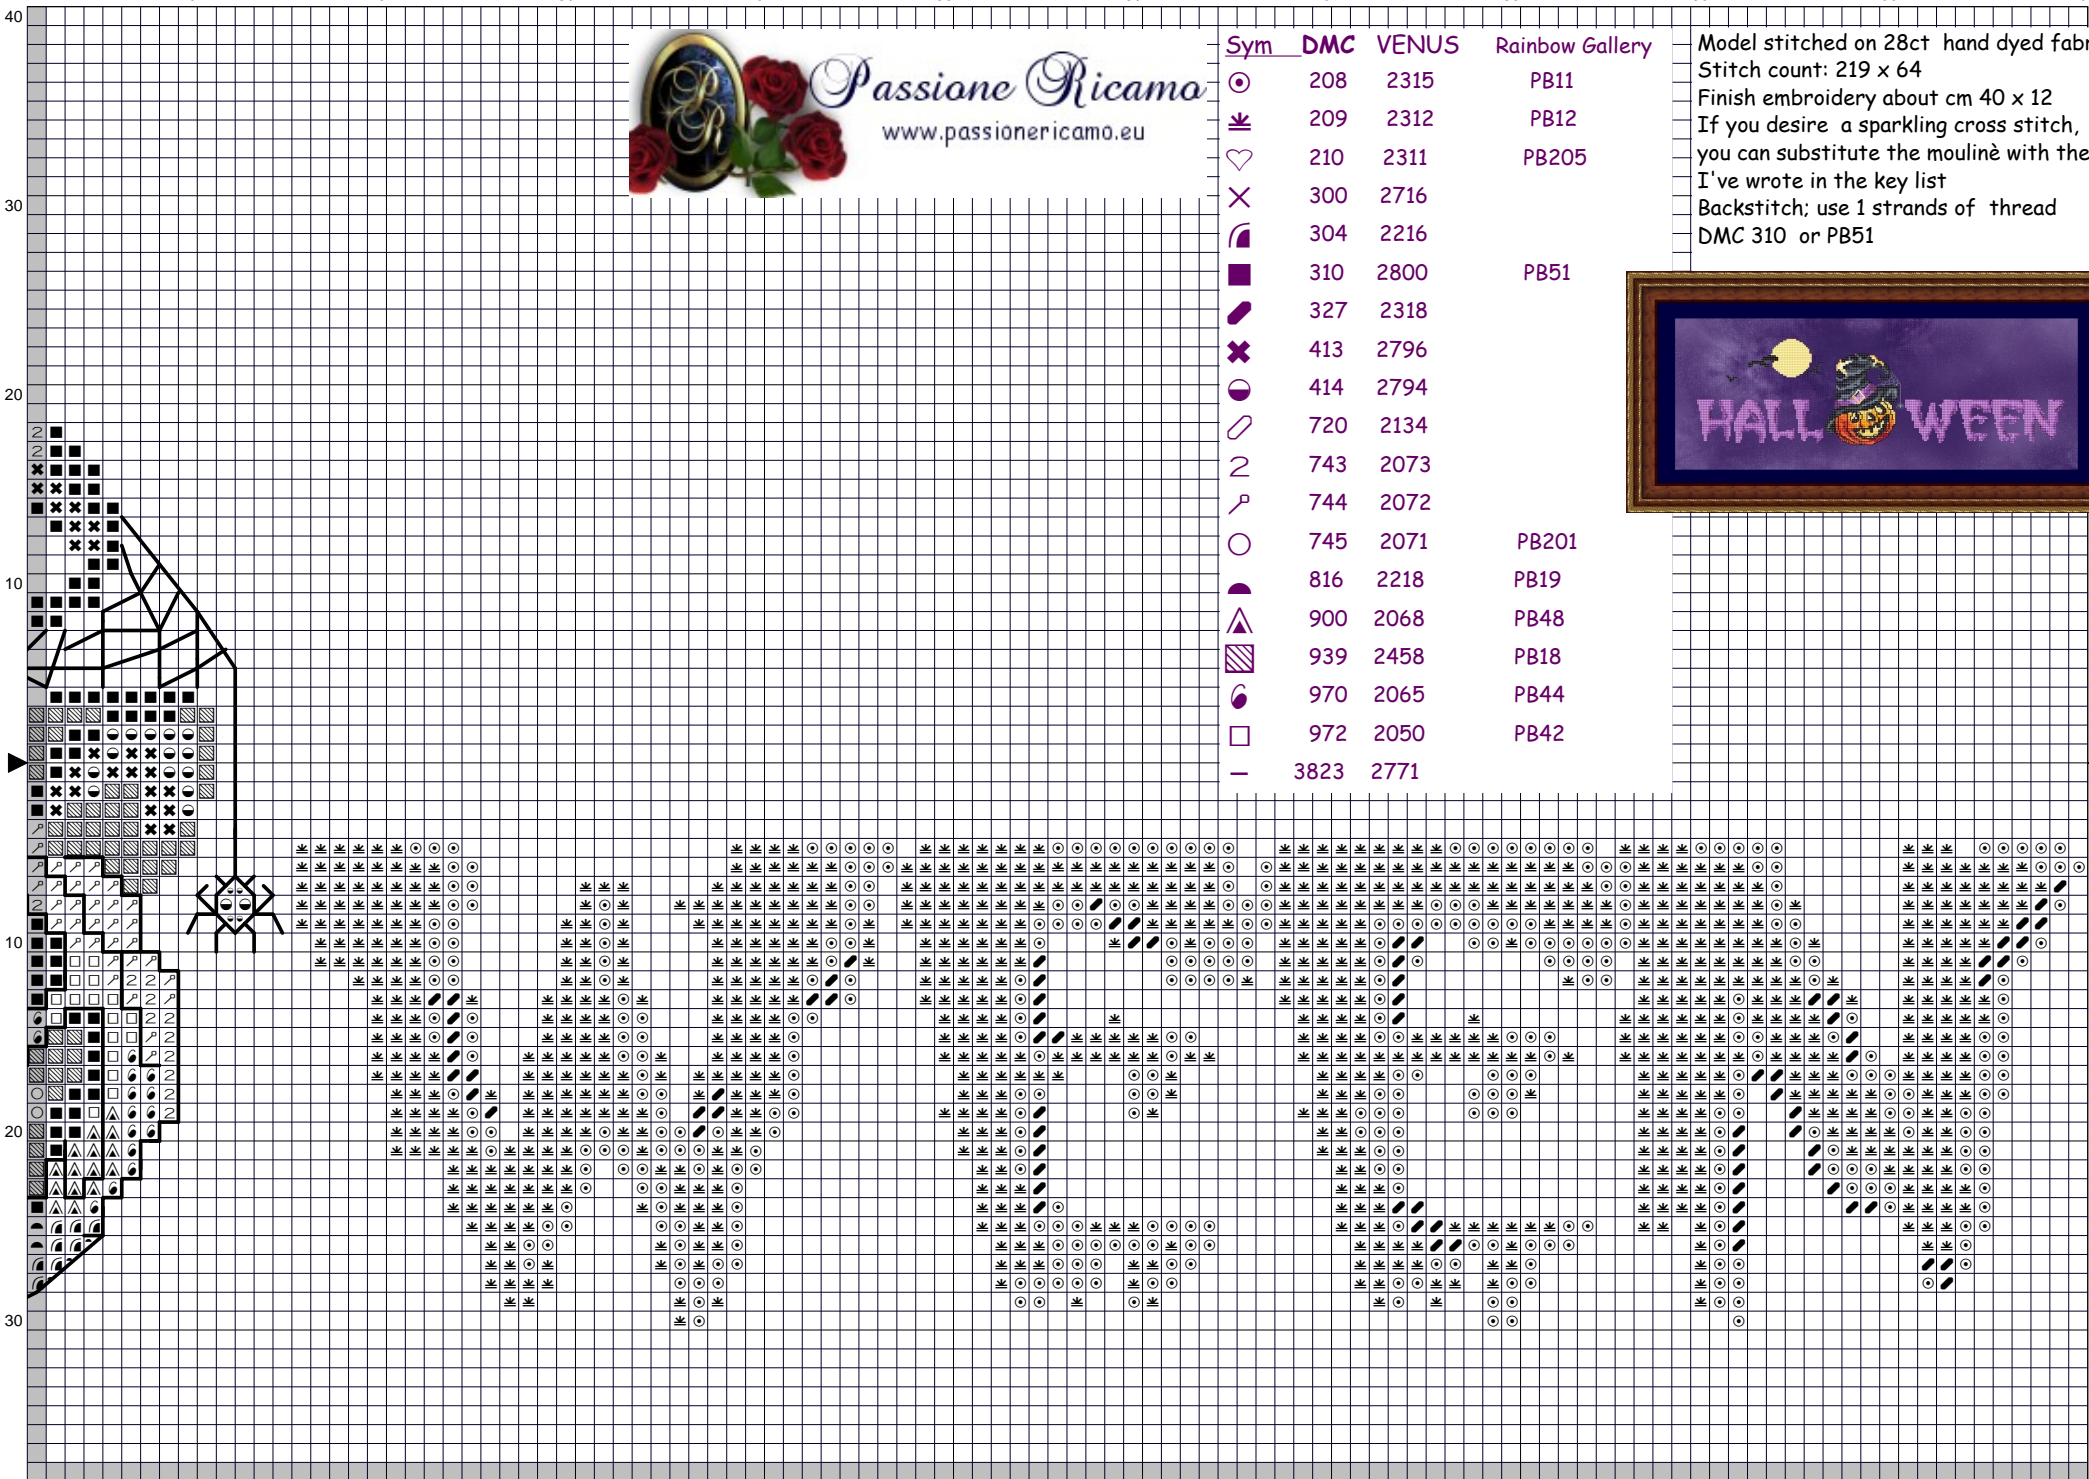 40
30
20
10
10
20
30
PR
Passione Ricamo
www.passionericamo.eu
Sym DMC VENUS Rainbow Gallery
208 2315 PB11
209 2312 PB12
210 2311 PB205
300 2716
304 2216
310 2800 PB51
327 2318
413 2796
414 2794
720 2134
2 743 2073
744 2072
745 2071 PB201
816 2218 PB19
900 2068 PB48
939 2458 PB18
970 2065 PB44
972 2050 PB42
3823 2771
Model stitched on 28ct hand dyed
Stitch count: 219 x 64
Finish embroidery about cm 40 x 12
If you desire a sparkling cross stitch,
you can substitute the moulinè with the
I've wrote in the key list
Backstitch; use 1 strands of thread
DMC 310 or PB51
HALL WEEN